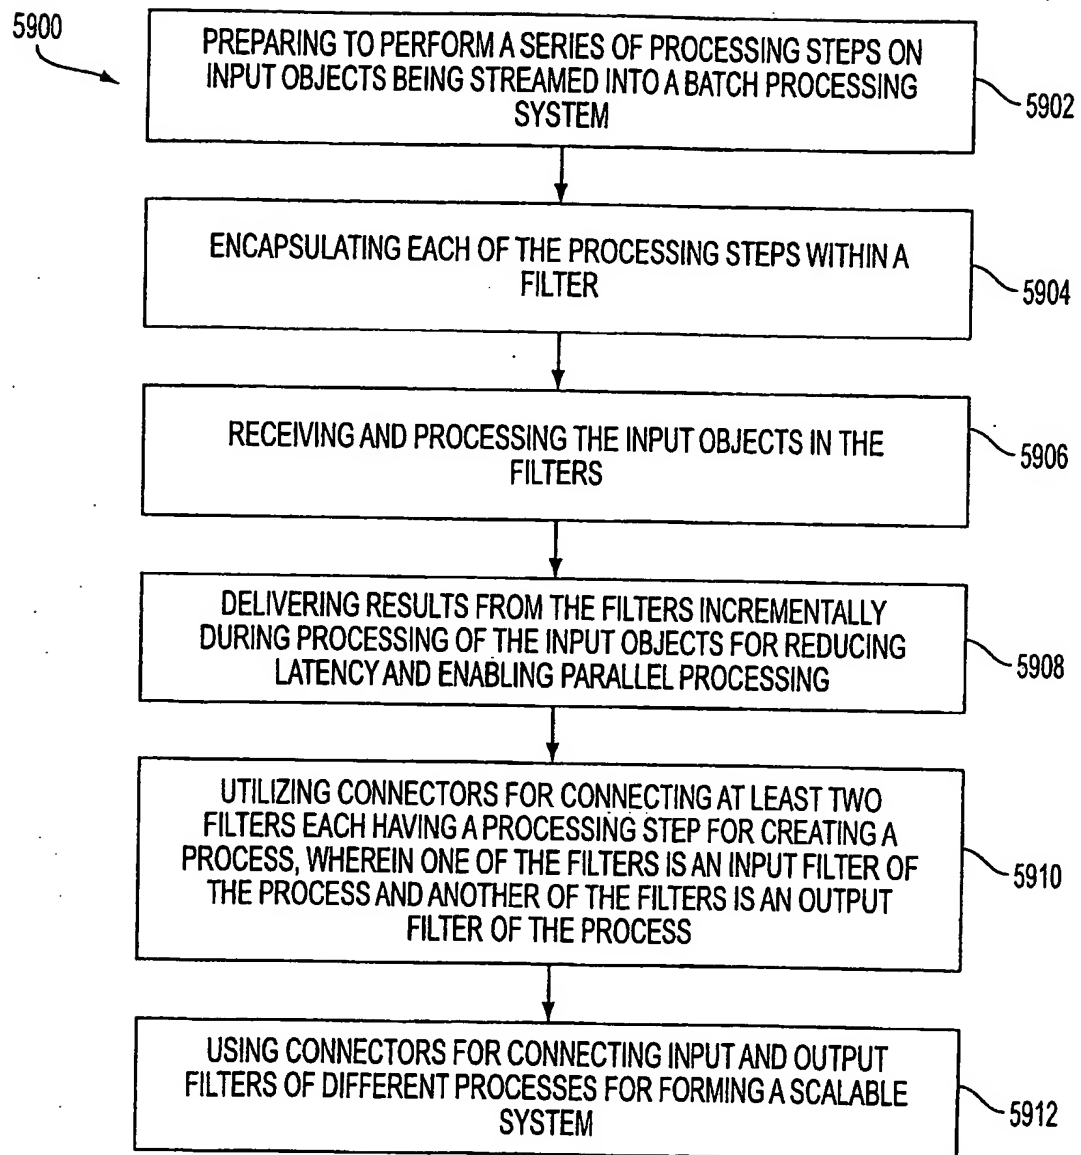 5900
PREPARING TO PERFORM A SERIES OF PROCESSING STEPS ON
INPUT OBJECTS BEING STREAMED INTO A BATCH PROCESSING
SYSTEM
5902
ENCAPSULATING EACH OF THE PROCESSING STEPS WITHIN A
FILTER
5904
RECEIVING AND PROCESSING THE INPUT OBJECTS IN THE
FILTERS
5906
DELIVERING RESULTS FROM THE FILTERS INCREMENTALLY
DURING PROCESSING OF THE INPUT OBJECTS FOR REDUCING
LATENCY AND ENABLING PARALLEL PROCESSING
5908
UTILIZING CONNECTORS FOR CONNECTING AT LEAST TWO
FILTERS EACH HAVING A PROCESSING STEP FOR CREATING A
PROCESS, WHEREIN ONE OF THE FILTERS IS AN INPUT FILTER OF
THE PROCESS AND ANOTHER OF THE FILTERS IS AN OUTPUT
FILTER OF THE PROCESS
5910
USING CONNECTORS FOR CONNECTING INPUT AND OUTPUT
FILTERS OF DIFFERENT PROCESSES FOR FORMING A SCALABLE
SYSTEM
5912